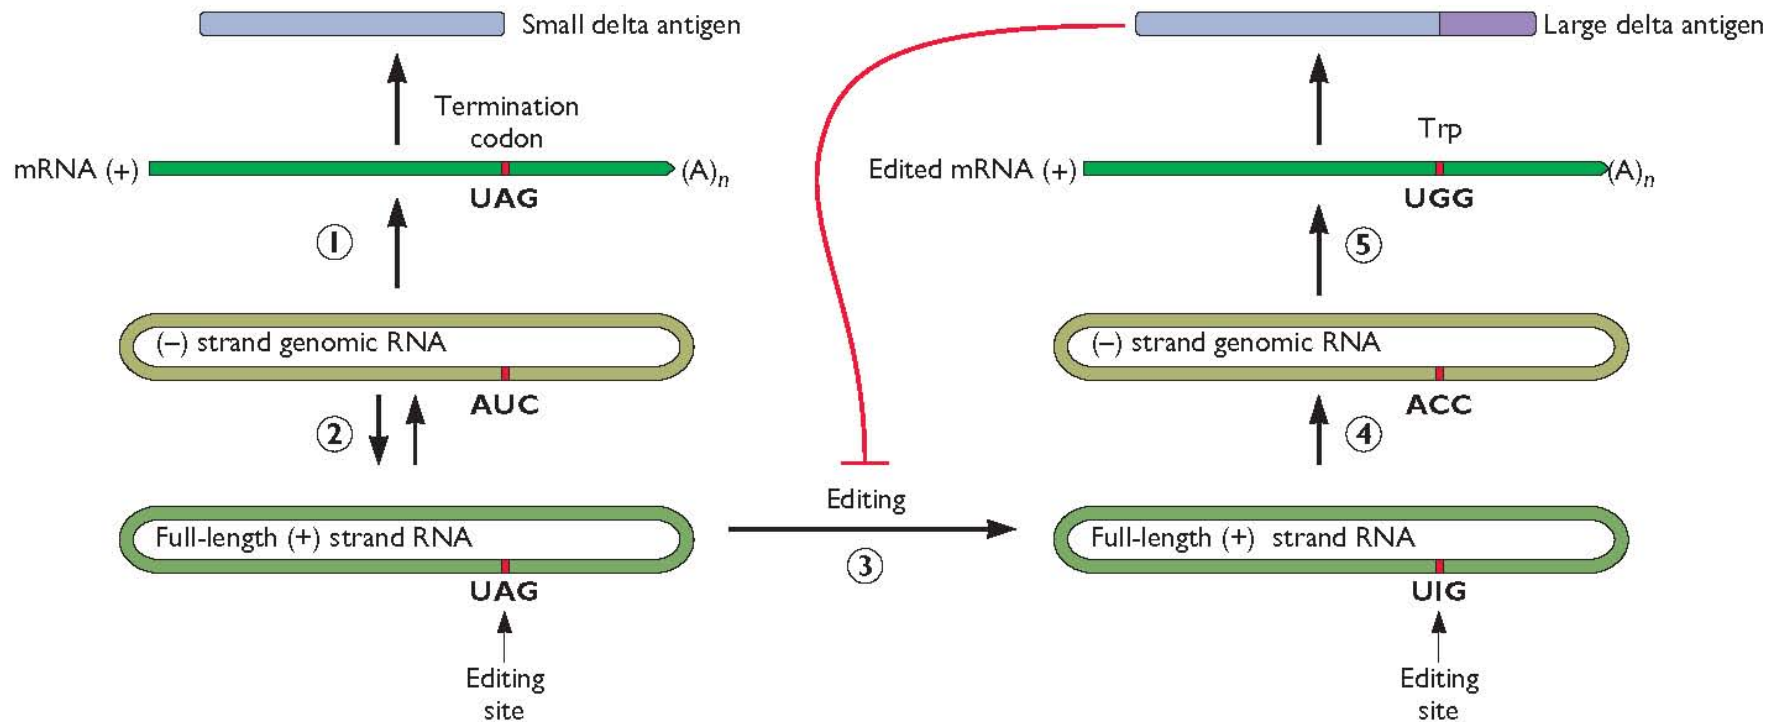 Small delta antigen
Large delta antigen
Termination
codon
Trp
mRNA (+)
(A)n
Edited mRNA (+)
(A)n
UAG
UGG
1
5
(–) strand genomic RNA
(–) strand genomic RNA
AUC
ACC
2
4
Editing
Full-length (+) strand RNA
Full-length (+) strand RNA
3
UAG
UIG
Editing
site
Editing
site